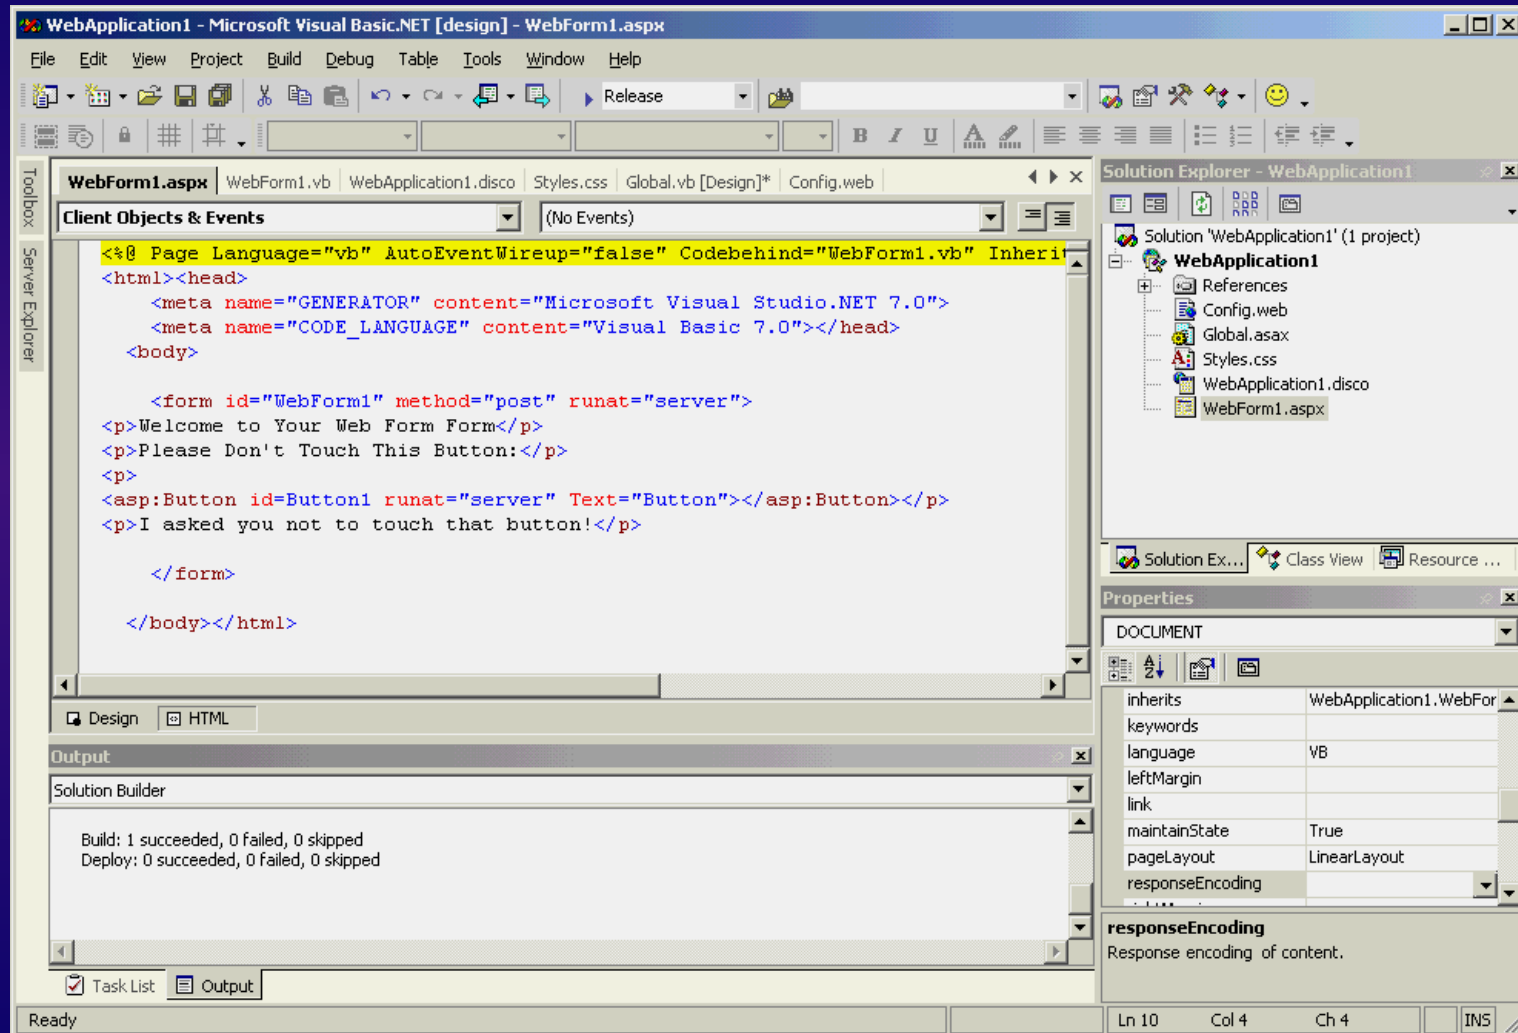 WebApplication1 - Microsoft Visual Basic.NET [design] - WebForm1.aspx
File Edit View Project Build Debug Table Tools Window Help
Release
B I U
Toolbox
Server Explorer
WebForm1.aspx WebForm1.vb WebApplication1.disco Styles.css Global.vb [Design]* Config.web
Client Objects & Events (No Events)
<%@ Page Language="vb" AutoEventWireup="false" Codebehind="WebForm1.vb" Inherit
<html><head>
<meta name="GENERATOR" content="Microsoft Visual Studio.NET 7.0">
<meta name="CODE_LANGUAGE" content="Visual Basic 7.0"></head>
<body>
<form id="WebForm1" method="post" runat="server">
<p>Welcome to Your Web Form Form</p>
<p>Please Don't Touch This Button:</p>
<p>
<asp:Button id=Button1 runat="server" Text="Button"></asp:Button></p>
<p>I asked you not to touch that button!</p>
</form>
</body></html>
Design HTML
Output
Solution Builder
Build: 1 succeeded, 0 failed, 0 skipped
Deploy: 0 succeeded, 0 failed, 0 skipped
Task List Output
Solution Explorer - WebApplication1
Solution 'WebApplication1' (1 project)
WebApplication1
References
Config.web
Global.asax
Styles.css
WebApplication1.disco
WebForm1.aspx
Solution Ex... Class View Resource ...
Properties
DOCUMENT
inherits WebApplication1.WebFor
keywords
language VB
leftMargin
link
maintainState True
pageLayout LinearLayout
responseEncoding
responseEncoding
Response encoding of content.
Ready Ln 10 Col 4 Ch 4 INS